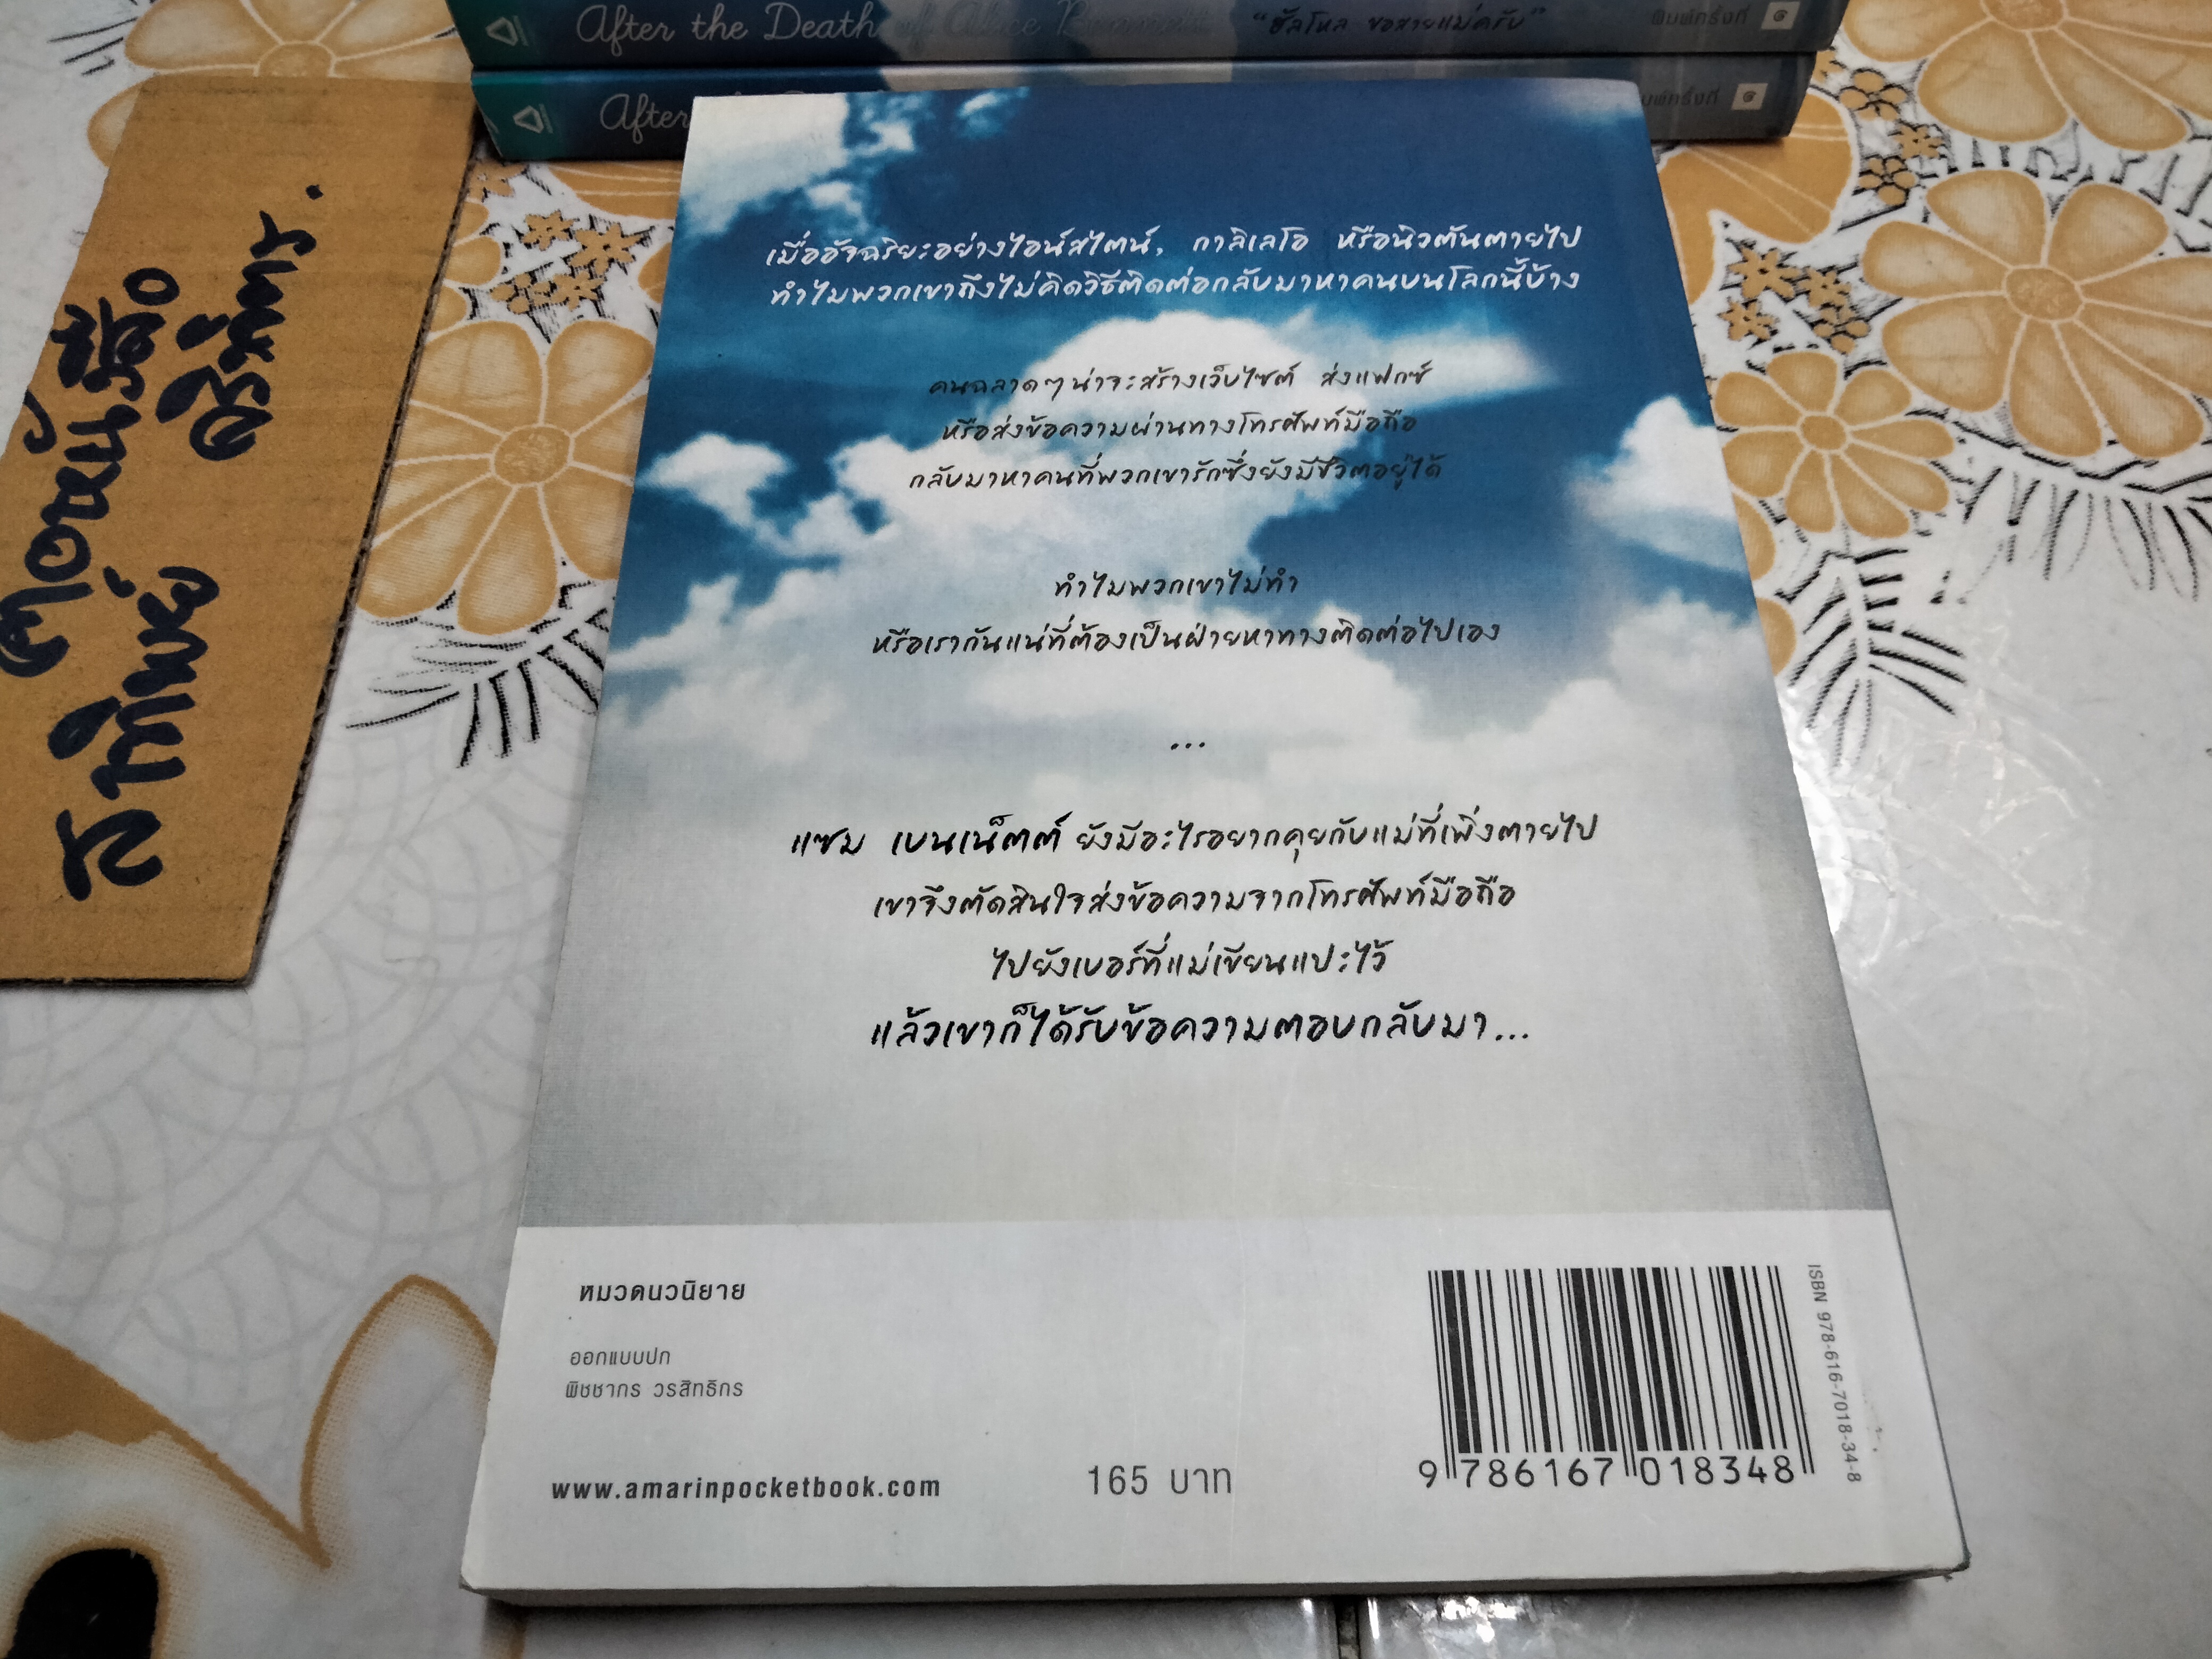 After the Death of Alice Bennett "ฮัลโหล ขอสายแม่ครับ" พิมพ์ครั้งที่ ๔
After พิมพ์ครั้งที่ ๔
เมื่ออัจฉริยะอย่างไอน์สไตน์, กาลิเลโอ หรือนิวตันตายไป
ทำไมพวกเขาถึงไม่คิดวิธีติดต่อกลับมาหาคนบนโลกนี้บ้าง
คนฉลาดๆ น่าจะสร้างเว็บไซต์ ส่งแฟกซ์
หรือส่งข้อความผ่านทางโทรศัพท์มือถือ
กลับมาหาคนที่พวกเขารักซึ่งยังมีชีวิตอยู่ได้
ทำไมพวกเขาไม่ทำ
หรือเรากันแน่ที่ต้องเป็นฝ่ายหาทางติดต่อไปเอง
...
แซม เบนเน็ตต์ ยังมีอะไรอยากคุยกับแม่ที่เพิ่งตายไป
เขาจึงตัดสินใจส่งข้อความจากโทรศัพท์มือถือ
ไปยังเบอร์ที่แม่เขียนแปะไว้
แล้วเขาก็ได้รับข้อความตอบกลับมา...
หมวดนวนิยาย
ออกแบบปก
พิชชากร วรสิทธิกร
www.amarinpocketbook.com
165 บาท
ISBN 978-616-7018-34-8
9 786167 018348